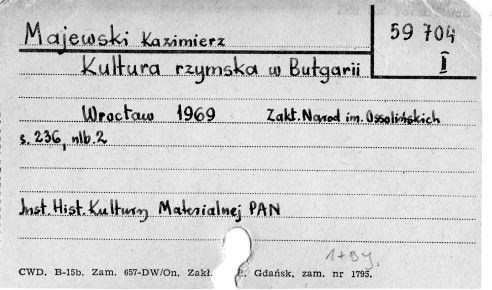 Majewski Kazimierz
59 704
II
Kultura rzymska w Bułgarii
Wrocław 1969 Zakł. Narod im. Ossolińskich
s. 236, nlb. 2
Inst. Hist. Kultury Materialnej PAN
1+By,
CWD. B-15b. Zam. 657-DW/On. Zakł. Gdańsk, zam. nr 1795.